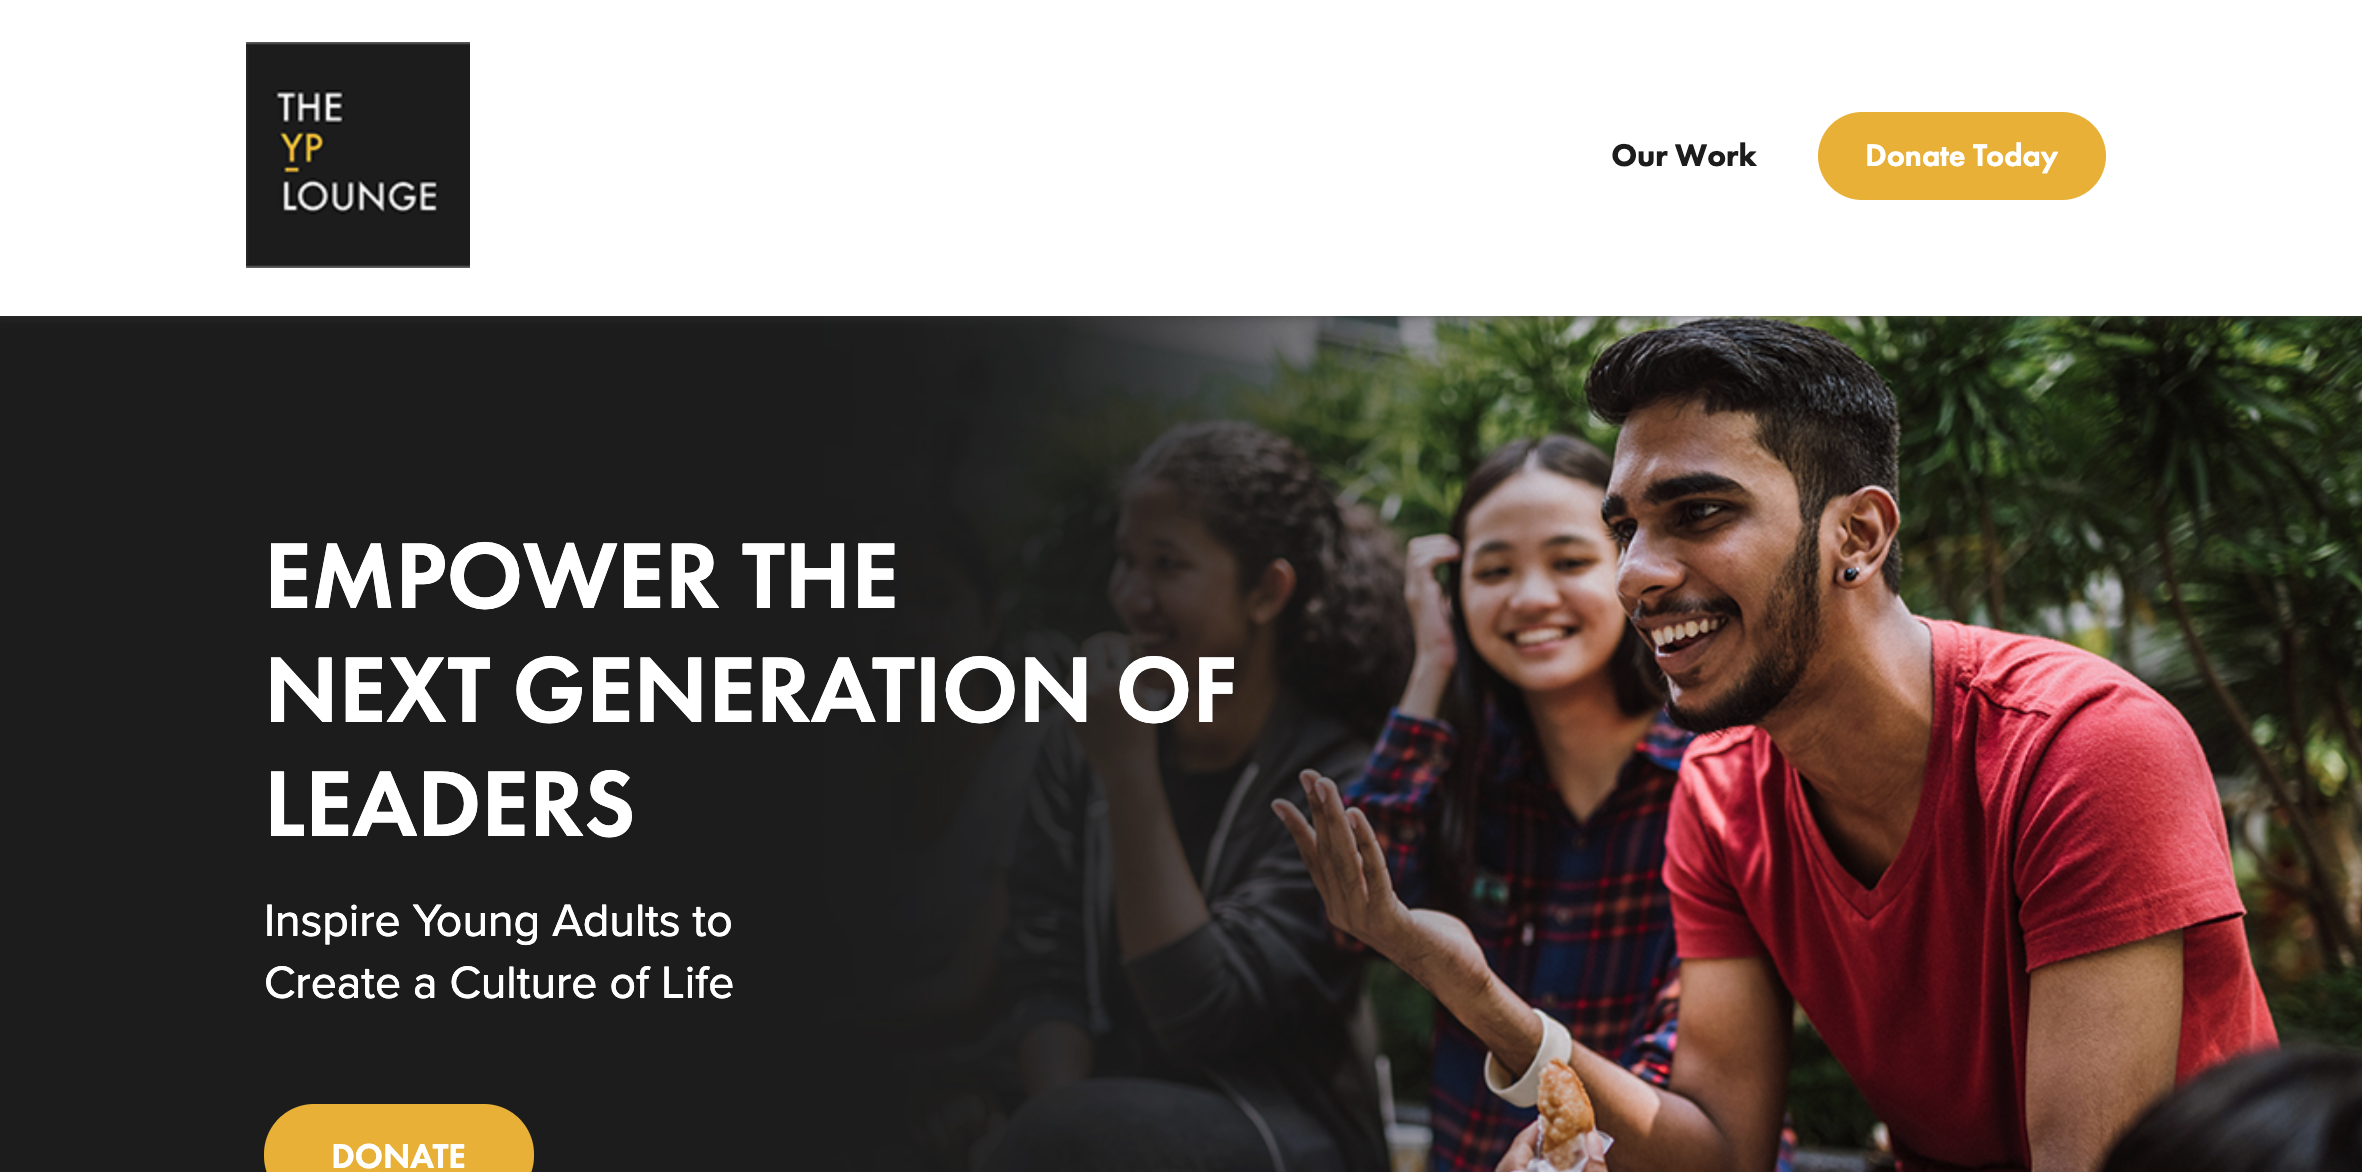 THE
YP
LOUNGE
Our Work
Donate Today
EMPOWER THE
NEXT GENERATION OF
LEADERS
Inspire Young Adults to
Create a Culture of Life
DONATE